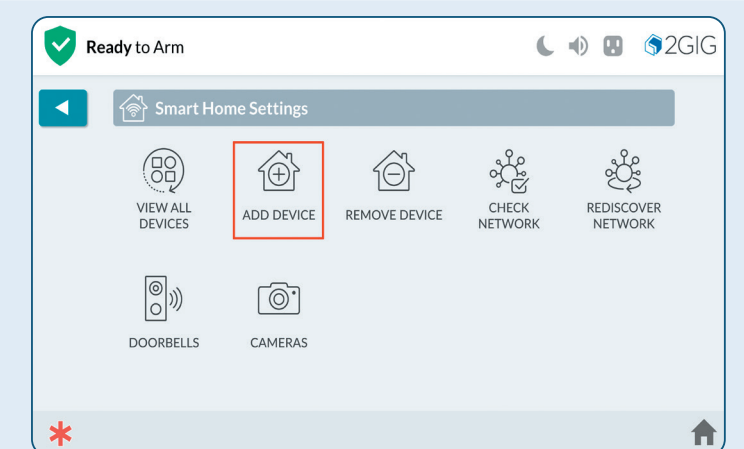 Ready to Arm
2GIG
Smart Home Settings
VIEW ALL
DEVICES
ADD DEVICE
REMOVE DEVICE
CHECK
NETWORK
REDISCOVER
NETWORK
DOORBELLS
CAMERAS